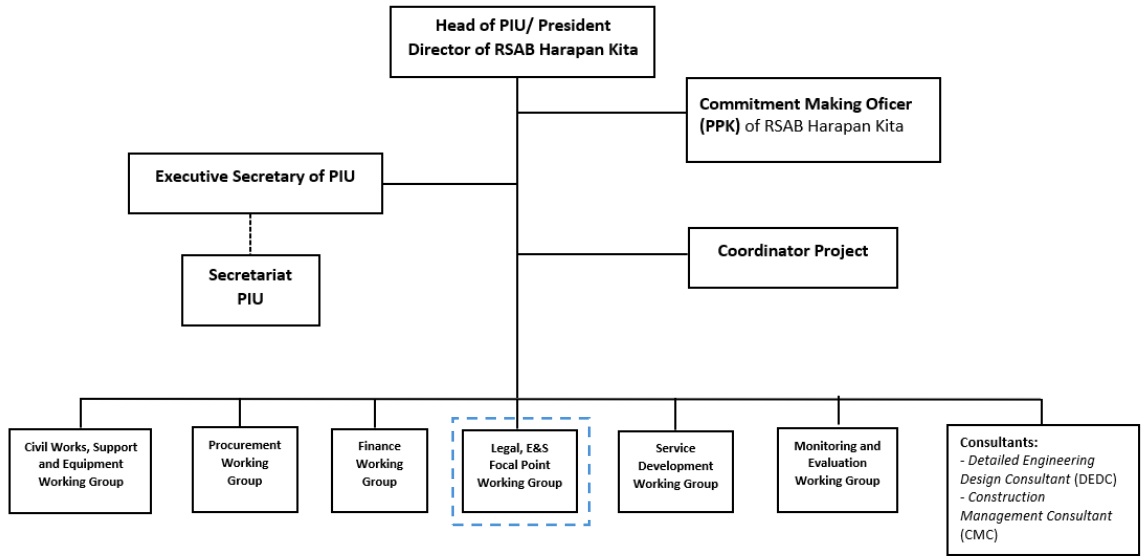 Head of PIU/ President
Director of RSAB Harapan Kita
Commitment Making Oficer
(PPK) of RSAB Harapan Kita
Executive Secretary of PIU
Coordinator Project
Secretariat
PIU
Civil Works, Support
and Equipment
Working Group
Procurement
Working
Group
Finance
Working
Group
Legal, E&S
Focal Point
Working Group
Service
Development
Working Group
Monitoring and
Evaluation
Working Group
Consultants:
- Detailed Engineering
Design Consultant (DEDC)
- Construction
Management Consultant
(CMC)